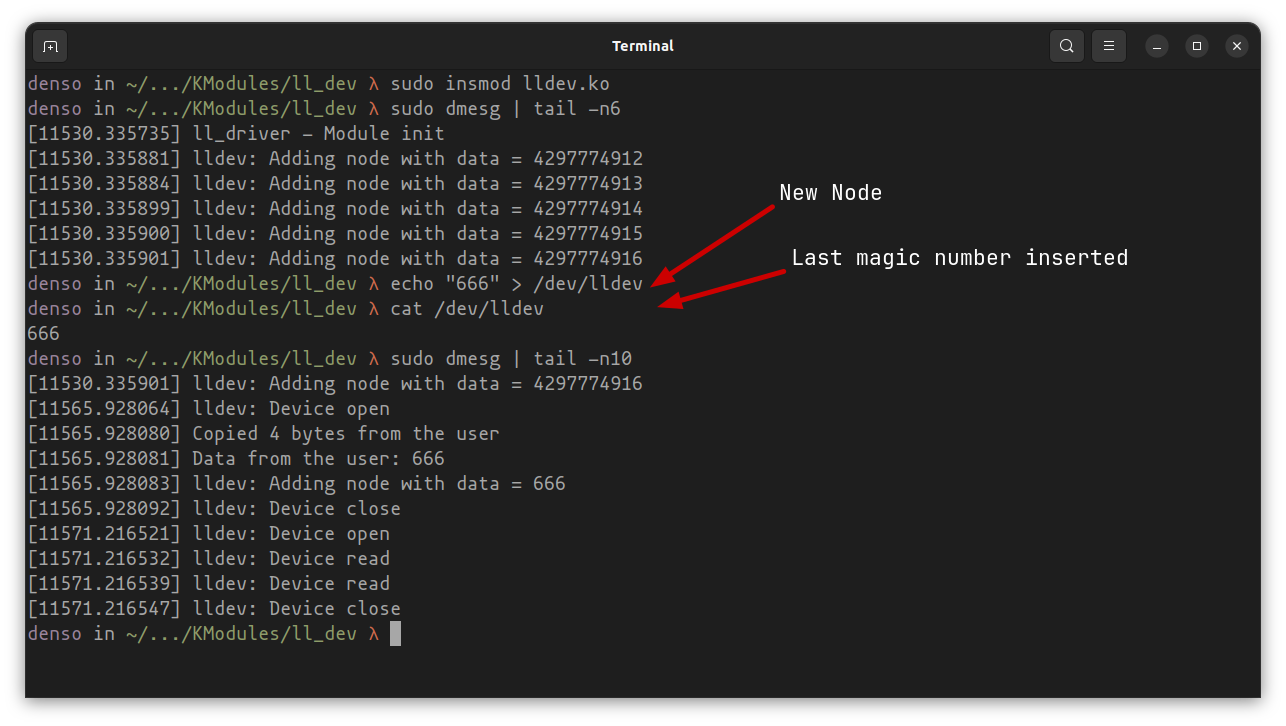 Terminal
denso in ~/.../KModules/ll_dev λ sudo insmod lldev.ko
denso in ~/.../KModules/ll_dev λ sudo dmesg | tail -n6
[11530.335735] ll_driver - Module init
[11530.335881] lldev: Adding node with data = 4297774912
[11530.335884] lldev: Adding node with data = 4297774913
[11530.335899] lldev: Adding node with data = 4297774914
[11530.335900] lldev: Adding node with data = 4297774915
[11530.335901] lldev: Adding node with data = 4297774916
New Node
Last magic number inserted
denso in ~/.../KModules/ll_dev λ echo "666" > /dev/lldev
denso in ~/.../KModules/ll_dev λ cat /dev/lldev
666
denso in ~/.../KModules/ll_dev λ sudo dmesg | tail -n10
[11530.335901] lldev: Adding node with data = 4297774916
[11565.928064] lldev: Device open
[11565.928080] Copied 4 bytes from the user
[11565.928081] Data from the user: 666
[11565.928083] lldev: Adding node with data = 666
[11565.928092] lldev: Device close
[11571.216521] lldev: Device open
[11571.216532] lldev: Device read
[11571.216539] lldev: Device read
[11571.216547] lldev: Device close
denso in ~/.../KModules/ll_dev λ